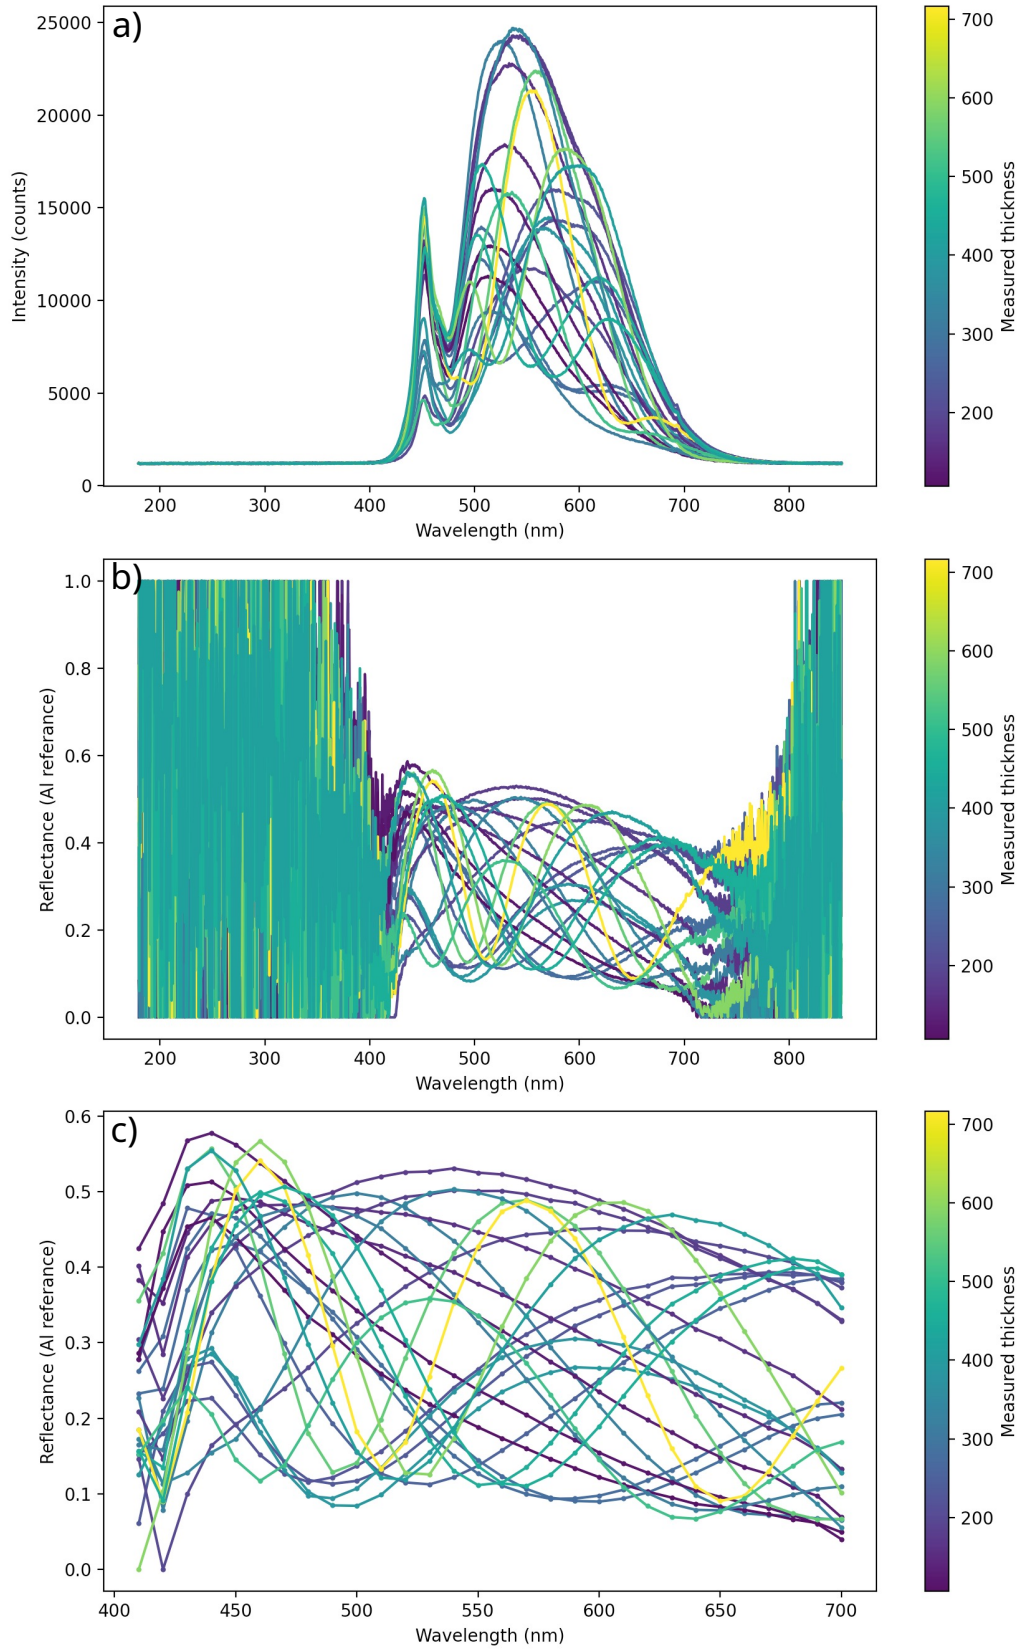 a)
25000
20000
15000
10000
5000
0
Intensity (counts)
200 300 400 500 600 700 800
Wavelength (nm)
700
600
500
400
300
200
Measured thickness
b)
1.0
0.8
0.6
0.4
0.2
0.0
Reflectance (Al referance)
200 300 400 500 600 700 800
Wavelength (nm)
700
600
500
400
300
200
Measured thickness
c)
0.6
0.5
0.4
0.3
0.2
0.1
0.0
Reflectance (Al referance)
400 450 500 550 600 650 700
Wavelength (nm)
700
600
500
400
300
200
Measured thickness